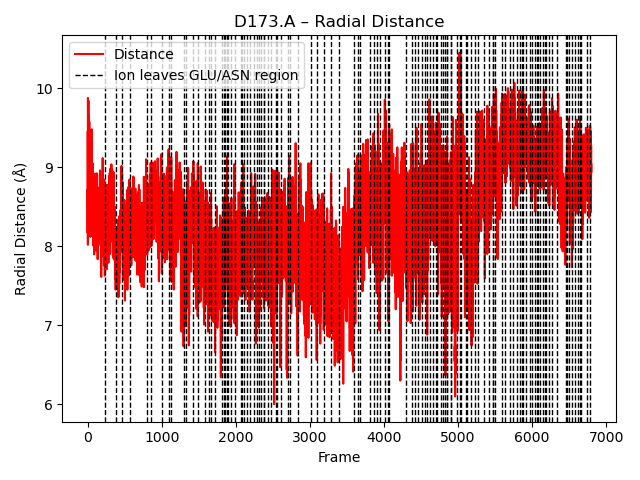 D173.A – Radial Distance
Distance
Ion leaves GLU/ASN region
10
9
8
7
6
Radial Distance (Å)
0 1000 2000 3000 4000 5000 6000 7000
Frame